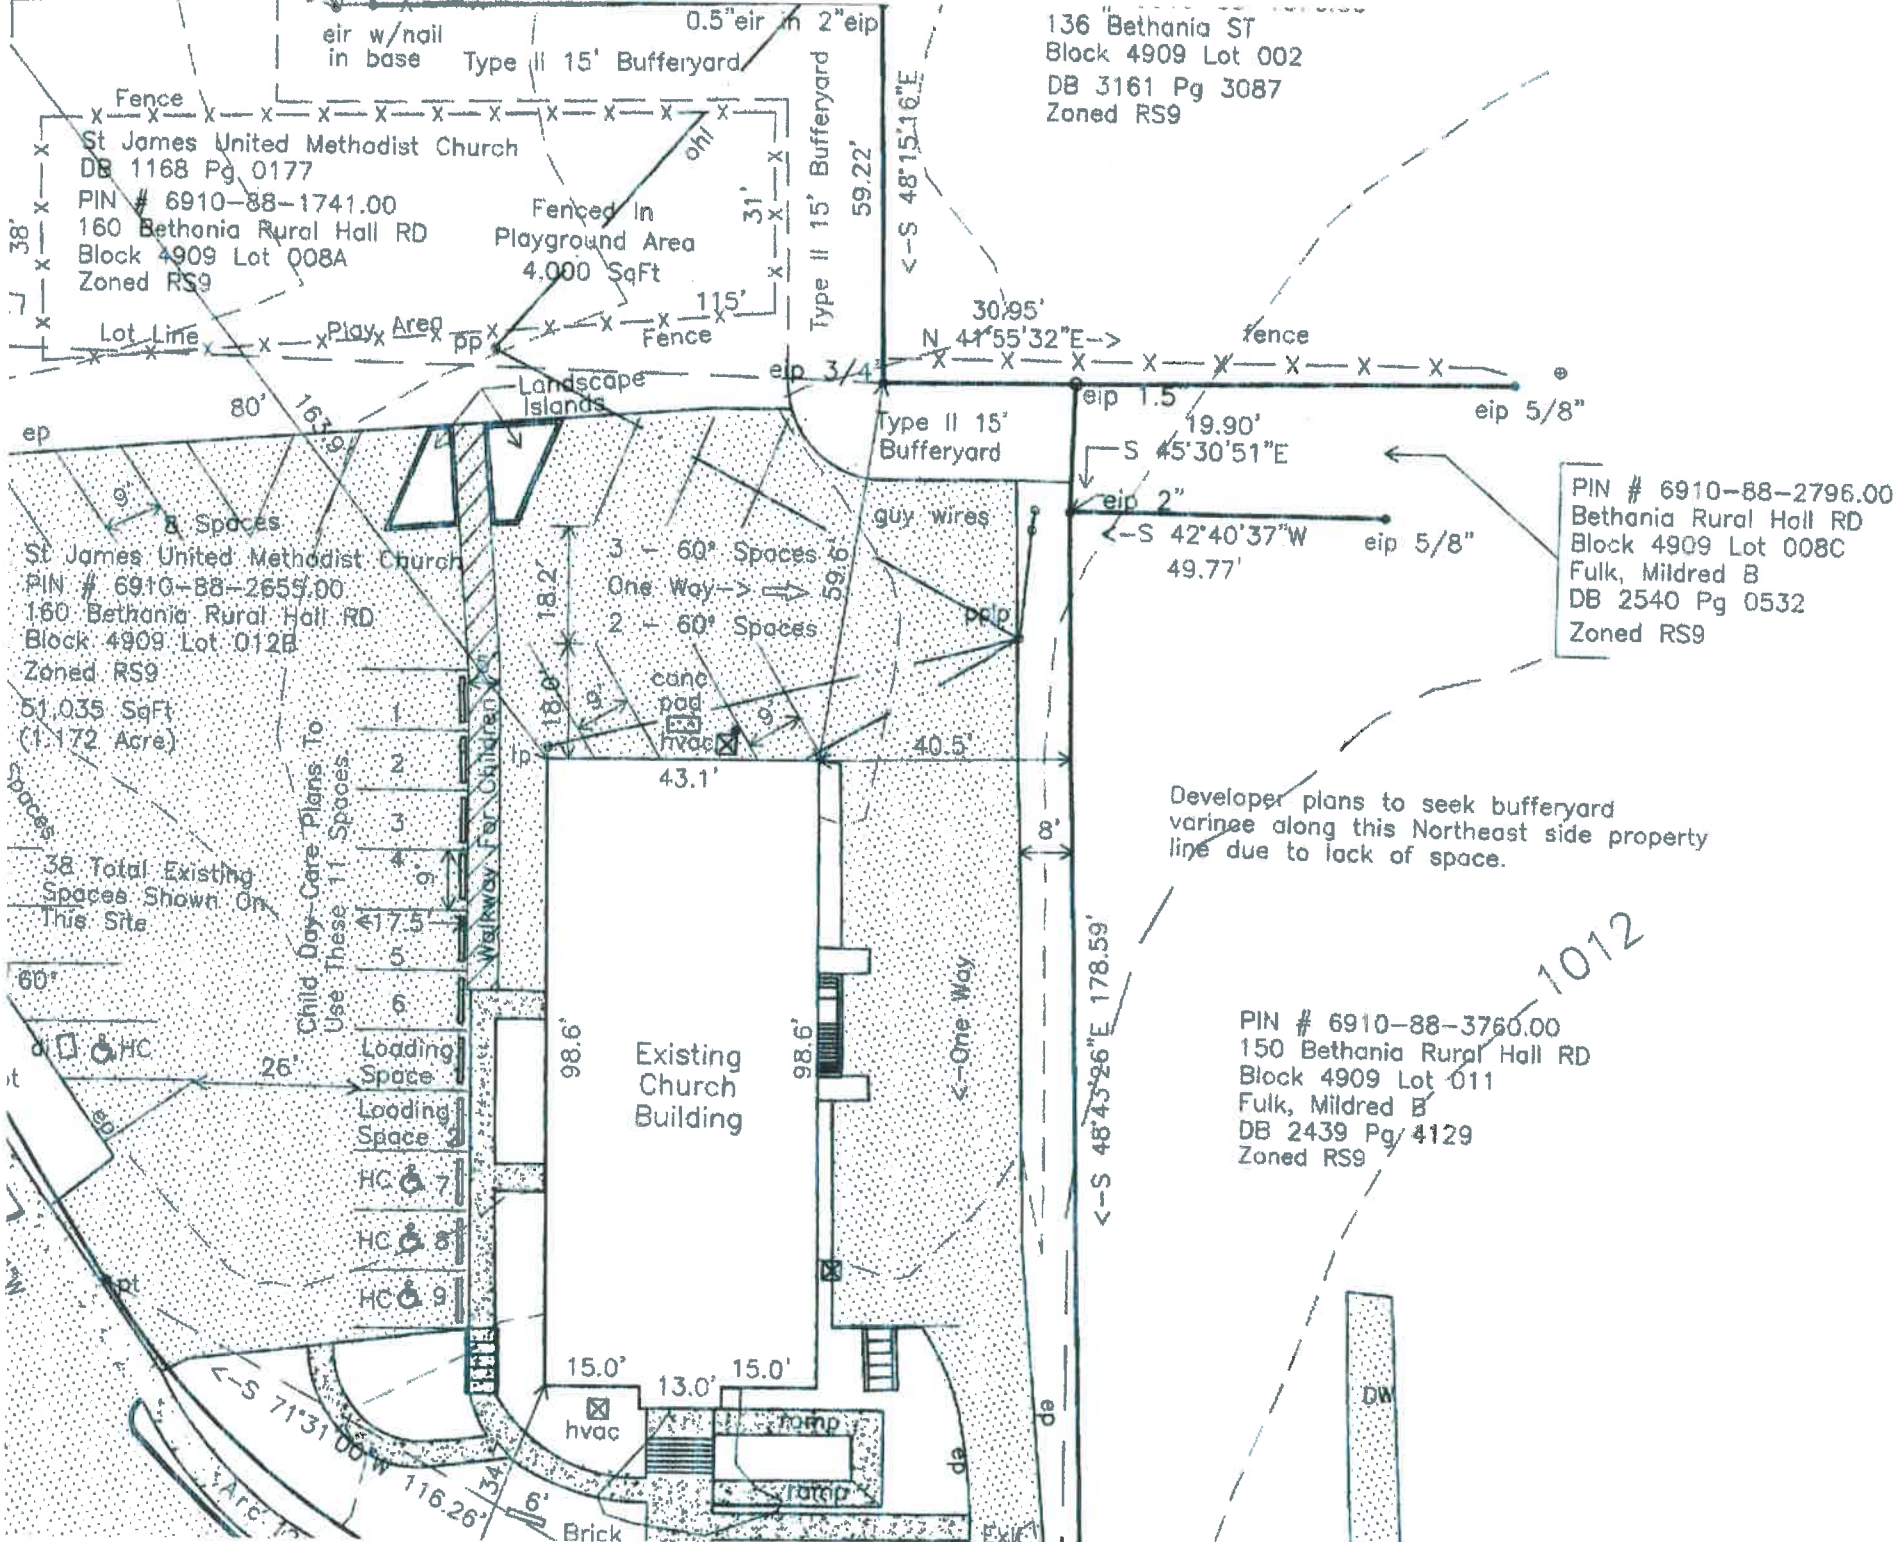 0.5"eir in 2"eip
eir w/nail
in base
Type II 15' Bufferyard
136 Bethania ST
Block 4909 Lot 002
DB 3161 Pg 3087
Zoned RS9
Fence
St James United Methodist Church
DB 1168 Pg 0177
PIN # 6910-88-1741.00
160 Bethania Rural Hall RD
Block 4909 Lot 008A
Zoned RS9
38'
Fenced In
Playground Area
4,000 SqFt
ohl
31'
Type II 15' Bufferyard
59.22'
<-S 48°15'16"E
115'
Lot Line
Play Area
pp
Fence
30.95'
N 41°55'32"E->
fence
eip 3/4"
eip 1.5
eip 5/8"
Landscape
Islands
80'
163.9'
ep
Type II 15'
Bufferyard
19.90'
S 45°30'51"E
eip 2"
<-S 42°40'37"W
49.77'
eip 5/8"
guy wires
PIN # 6910-88-2796.00
Bethania Rural Hall RD
Block 4909 Lot 008C
Fulk, Mildred B
DB 2540 Pg 0532
Zoned RS9
9'
8 Spaces
St James United Methodist Church
PIN # 6910-88-2655.00
160 Bethania Rural Hall RD
Block 4909 Lot 012B
Zoned RS9
51,035 SqFt
(1.172 Acre)
18.2'
3 - 60° Spaces
One Way->
2 - 60° Spaces
59.6'
pplp
18.0'
9'
conc
pad
hvac
9'
lp
43.1'
40.5'
8'
spaces
38 Total Existing
Spaces Shown On
This Site
Child Day Care Plans To
Use These 11 Spaces
Walkway For Children
1
2
3
4
9'
17.5'
5
6
Loading
Space
Loading
Space 2
HC 7
HC 8
HC 9
60°
di
HC
26'
ep
pt
98.6'
Existing
Church
Building
98.6'
<-One Way
<-S 48°43'26"E 178.59'
Developer plans to seek bufferyard
varince along this Northeast side property
line due to lack of space.
1012
PIN # 6910-88-3760.00
150 Bethania Rural Hall RD
Block 4909 Lot 011
Fulk, Mildred B
DB 2439 Pg 4129
Zoned RS9
15.0'
13.0'
15.0'
hvac
ramp
ramp
ep
ep
DW
<-S 71°31'00"W 116.26'
34'
6'
Brick
Arc
Exit